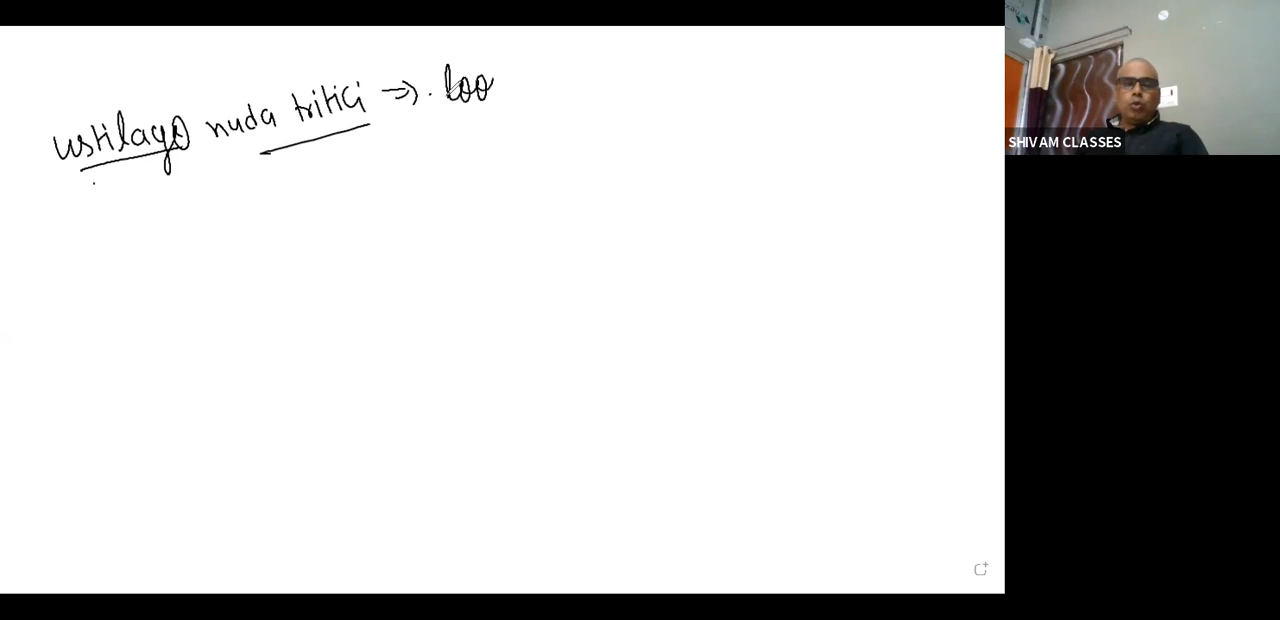 ustilago nuda tritici => . loo
SHIVAM CLASSES